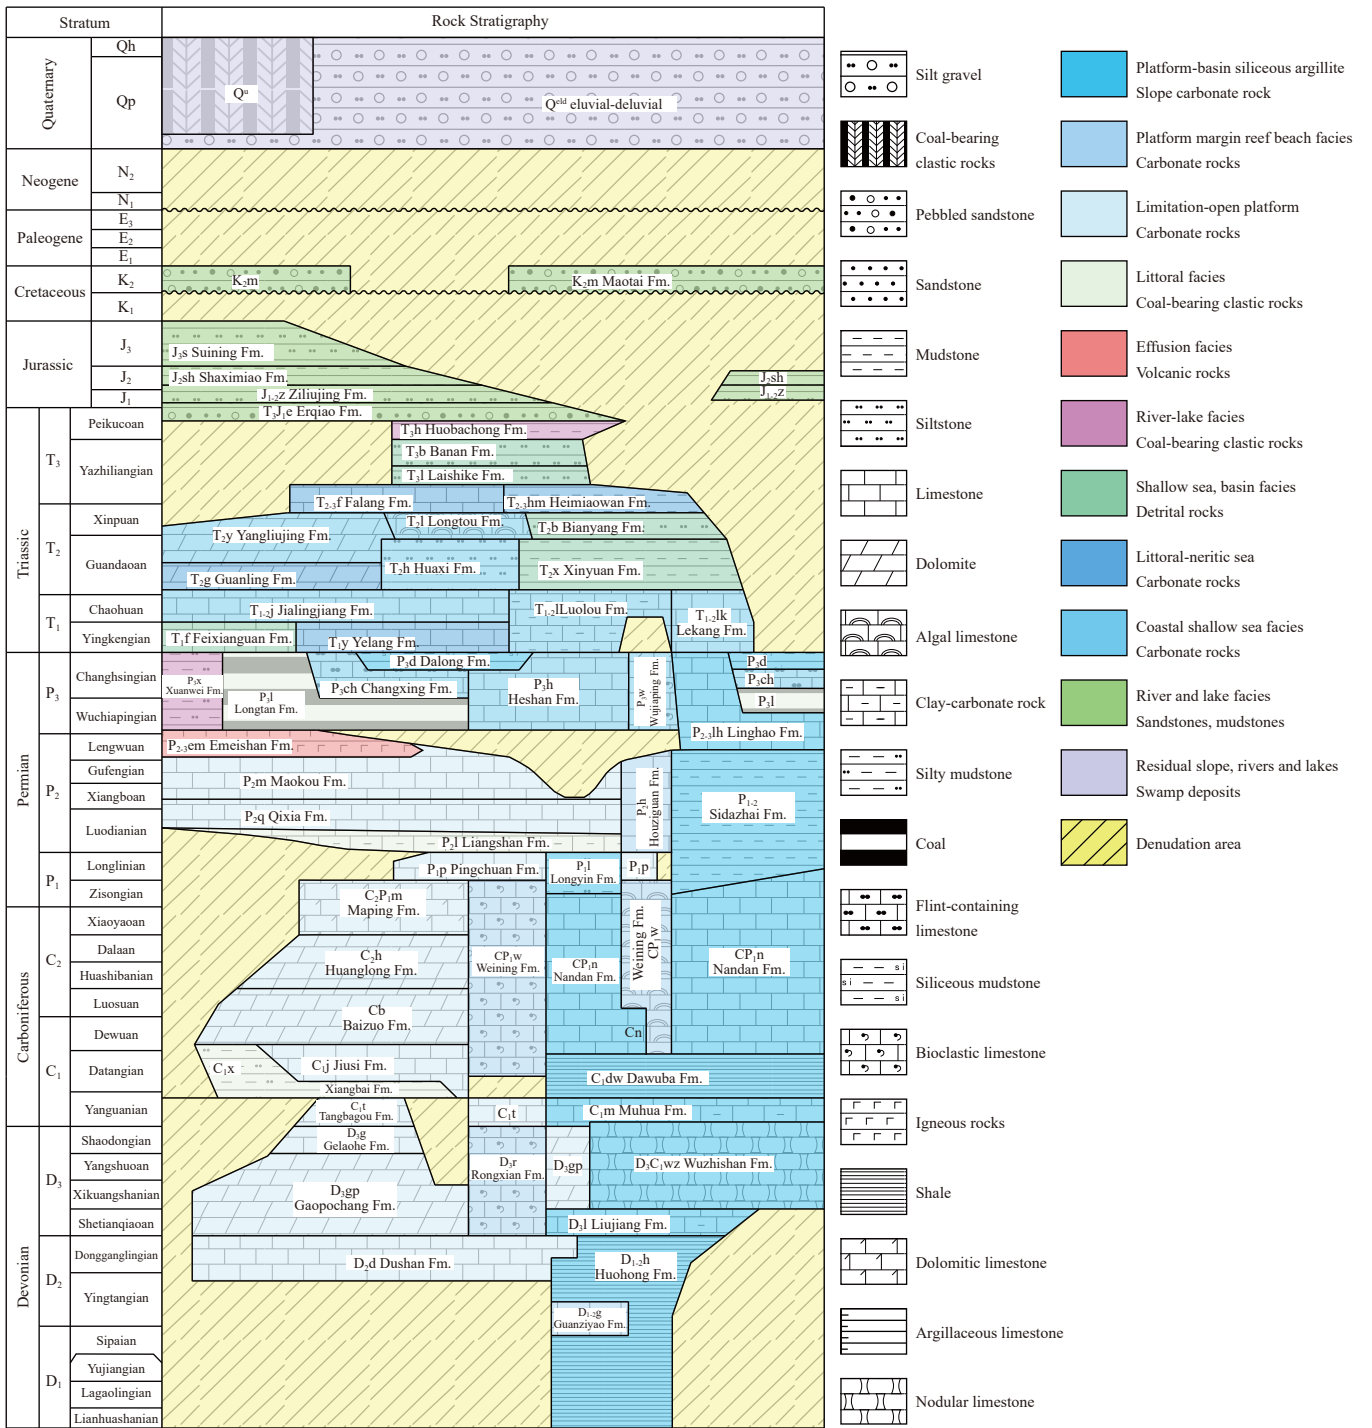 Stratum
Rock Stratigraphy
Quaternary
Qh
Qp
Qᵘ
Qᵉˡᵈ eluvial-deluvial
Neogene
N₂
N₁
Paleogene
E₃
E₂
E₁
Cretaceous
K₂
K₁
K₂m
K₂m Maotai Fm.
Jurassic
J₃
J₂
J₁
J₃s Suining Fm.
J₂sh Shaximiao Fm.
J₁₋₂z Ziliujing Fm.
J₂sh
J₁₋₂z
T₃J₁e Erqiao Fm.
Triassic
T₃
T₂
T₁
Peikucoan
Yazhiliangian
Xinpuan
Guandaoan
Chaohuan
Yingkengian
T₃h Huobachong Fm.
T₃b Banan Fm.
T₃l Laishike Fm.
T₂₋₃f Falang Fm.
T₂₋₃hm Heimiaowan Fm.
T₂y Yangliujing Fm.
T₂l Longtou Fm.
T₂b Bianyang Fm.
T₂g Guanling Fm.
T₂h Huaxi Fm.
T₂x Xinyuan Fm.
T₁₋₂j Jialingjiang Fm.
T₁₋₂lLuolou Fm.
T₁₋₂lk
Lekang Fm.
T₁f Feixianguan Fm.
T₁y Yelang Fm.
Permian
P₃
P₂
P₁
Changhsingian
Wuchiapingian
Lengwuan
Gufengian
Xiangboan
Luodianian
Longlinian
Zisongian
P₃x
Xuanwei Fm.
P₃l
Longtan Fm.
P₃d Dalong Fm.
P₃ch Changxing Fm.
P₃h
Heshan Fm.
P₃w
Wujiaping Fm.
P₃d
P₃ch
P₃l
P₂₋₃lh Linghao Fm.
P₂₋₃em Emeishan Fm.
P₂m Maokou Fm.
P₂q Qixia Fm.
P₂l Liangshan Fm.
P₂h
Houziguan Fm.
P₁₋₂
Sidazhai Fm.
P₁p Pingchuan Fm.
P₁l
Longyin Fm.
P₁p
Carboniferous
C₂
C₁
Xiaoyaoan
Dalaan
Huashibanian
Luosuan
Dewuan
Datangian
Yanguanian
C₂P₁m
Maping Fm.
C₂h
Huanglong Fm.
Cb
Baizuo Fm.
CP₁w
Weining Fm.
CP₁n
Nandan Fm.
Weining Fm.
CP₁w
CP₁n
Nandan Fm.
Cn
C₁x
C₁j Jiusi Fm.
Xiangbai Fm.
C₁dw Dawuba Fm.
C₁t
Tangbagou Fm.
C₁t
C₁m Muhua Fm.
Devonian
D₃
D₂
D₁
Shaodongian
Yangshuoan
Xikuangshanian
Shetianqiaoan
Dongganglingian
Yingtangian
Sipaian
Yujiangian
Lagaolingian
Lianhuashanian
D₃g
Gelaohe Fm.
D₃gp
Gaopochang Fm.
D₃r
Rongxian Fm.
D₃gp
D₃C₁wz Wuzhishan Fm.
D₃l Liujiang Fm.
D₂d Dushan Fm.
D₁₋₂h
Huohong Fm.
D₁₋₂g
Guanziyao Fm.
Silt gravel
Coal-bearing
clastic rocks
Pebbled sandstone
Sandstone
Mudstone
Siltstone
Limestone
Dolomite
Algal limestone
Clay-carbonate rock
Silty mudstone
Coal
Flint-containing
limestone
si
si
si
Siliceous mudstone
Bioclastic limestone
Igneous rocks
Shale
Dolomitic limestone
Argillaceous limestone
Nodular limestone
Platform-basin siliceous argillite
Slope carbonate rock
Platform margin reef beach facies
Carbonate rocks
Limitation-open platform
Carbonate rocks
Littoral facies
Coal-bearing clastic rocks
Effusion facies
Volcanic rocks
River-lake facies
Coal-bearing clastic rocks
Shallow sea, basin facies
Detrital rocks
Littoral-neritic sea
Carbonate rocks
Coastal shallow sea facies
Carbonate rocks
River and lake facies
Sandstones, mudstones
Residual slope, rivers and lakes
Swamp deposits
Denudation area